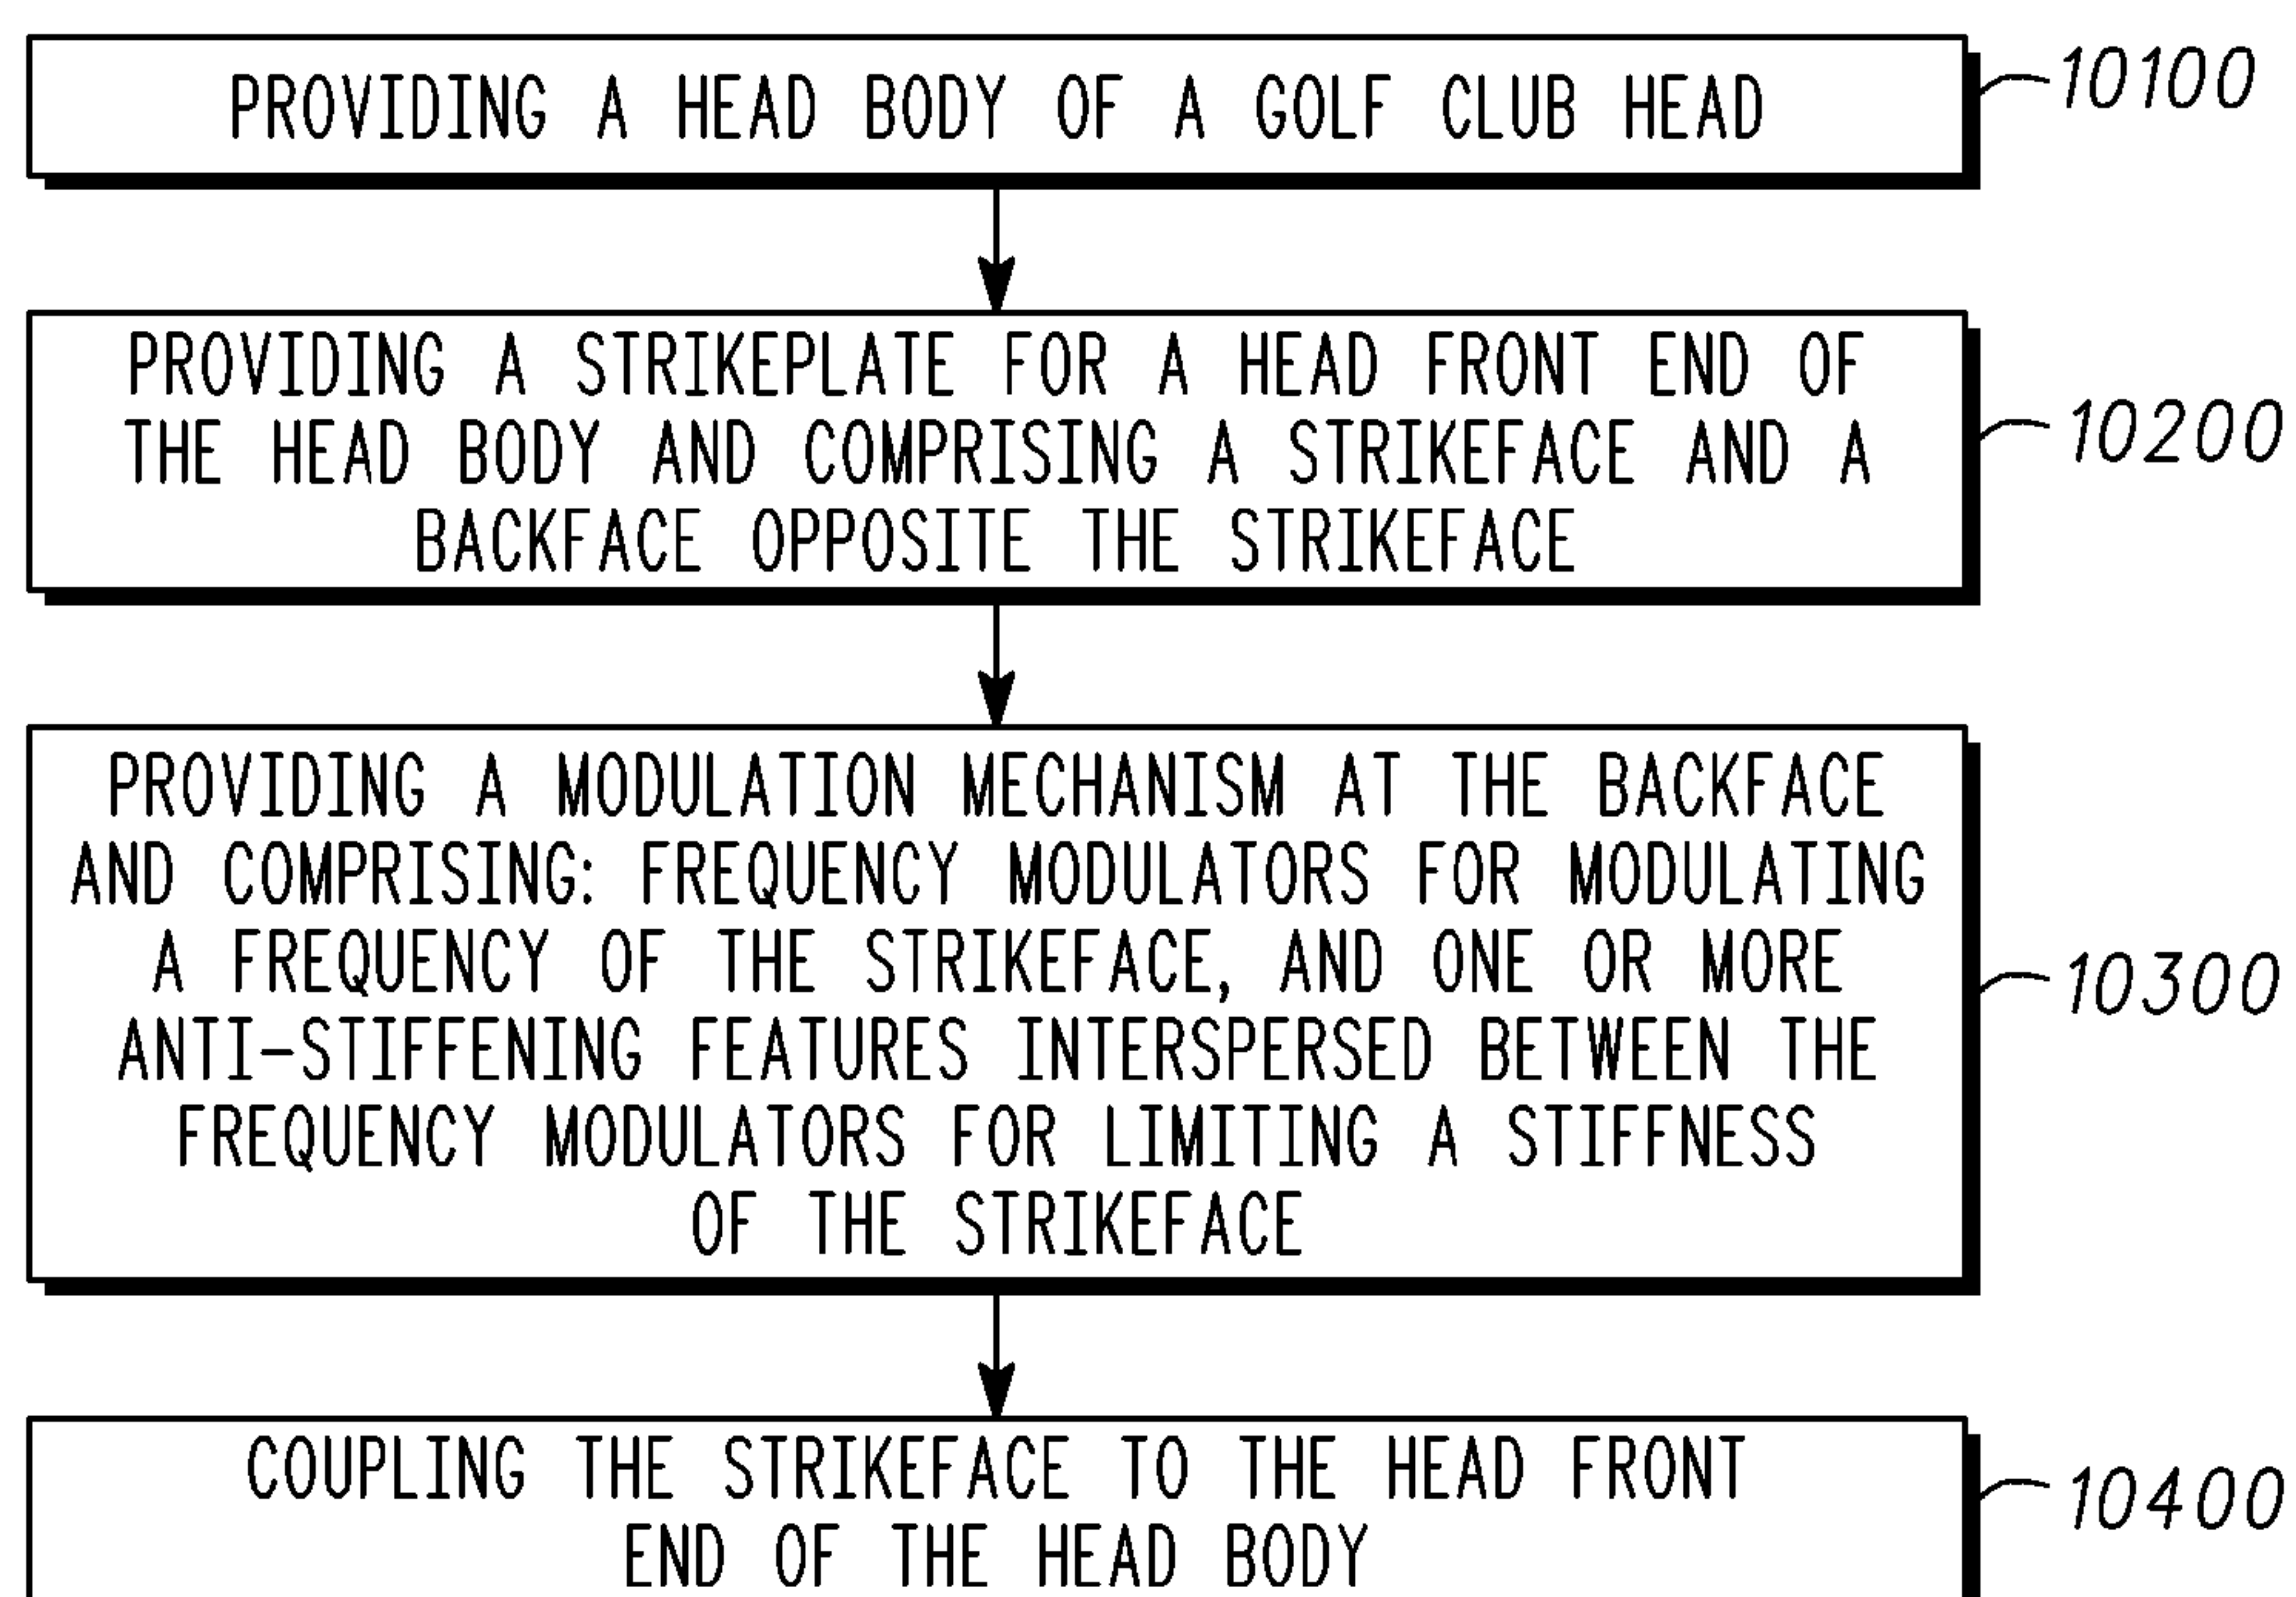 PROVIDING A HEAD BODY OF A GOLF CLUB HEAD
10100
PROVIDING A STRIKEPLATE FOR A HEAD FRONT END OF
THE HEAD BODY AND COMPRISING A STRIKEFACE AND A
BACKFACE OPPOSITE THE STRIKEFACE
10200
PROVIDING A MODULATION MECHANISM AT THE BACKFACE
AND COMPRISING: FREQUENCY MODULATORS FOR MODULATING
A FREQUENCY OF THE STRIKEFACE, AND ONE OR MORE
ANTI-STIFFENING FEATURES INTERSPERSED BETWEEN THE
FREQUENCY MODULATORS FOR LIMITING A STIFFNESS
OF THE STRIKEFACE
10300
COUPLING THE STRIKEFACE TO THE HEAD FRONT
END OF THE HEAD BODY
10400